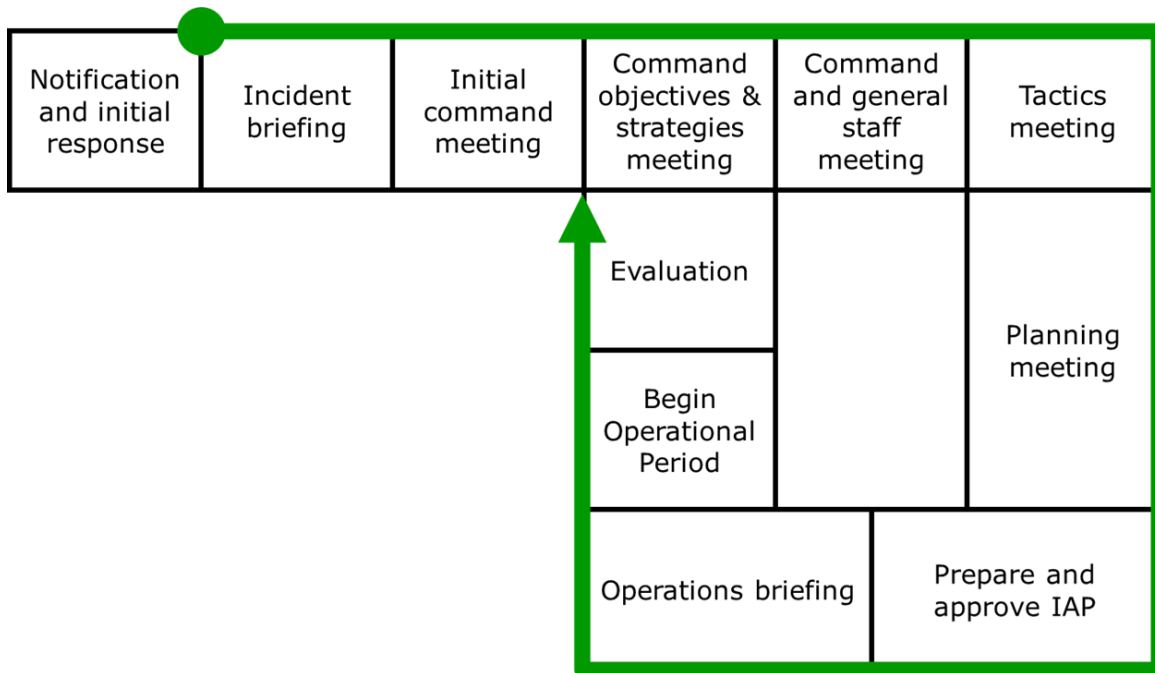 Notification
and initial
response
Incident
briefing
Initial
command
meeting
Command
objectives &
strategies
meeting
Command
and general
staff
meeting
Tactics
meeting
Evaluation
Planning
meeting
Begin
Operational
Period
Operations briefing
Prepare and
approve IAP